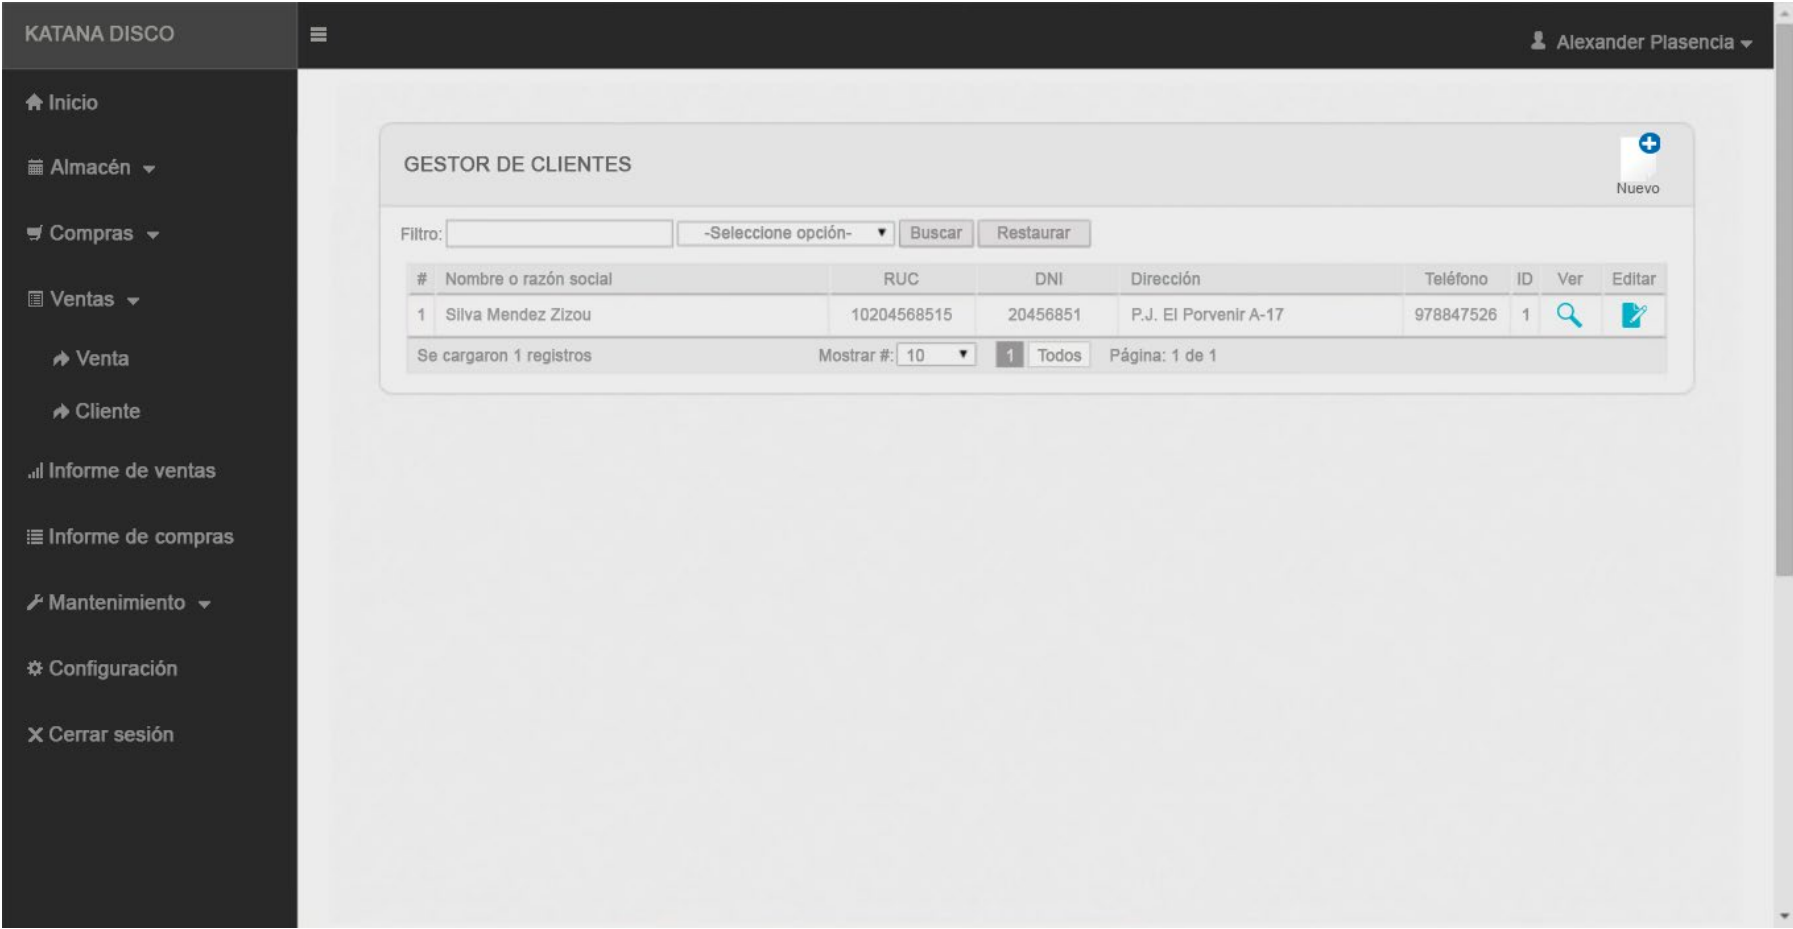 KATANA DISCO
Alexander Plasencia
Inicio
Almacén
Compras
Ventas
Venta
Cliente
Informe de ventas
Informe de compras
Mantenimiento
Configuración
Cerrar sesión
GESTOR DE CLIENTES
Nuevo
Filtro: -Seleccione opción- Buscar Restaurar
# Nombre o razón social RUC DNI Dirección Teléfono ID Ver Editar
1 Silva Mendez Zizou 10204568515 20456851 P.J. El Porvenir A-17 978847526 1
Se cargaron 1 registros Mostrar #: 10 1 Todos Página: 1 de 1